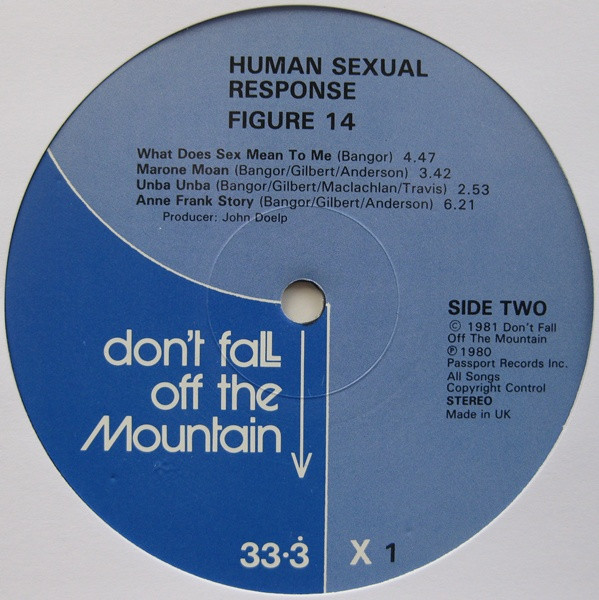 HUMAN SEXUAL
RESPONSE
FIGURE 14
What Does Sex Mean To Me (Bangor) 4.47
Marone Moan (Bangor/Gilbert/Anderson) 3.42
Unba Unba (Bangor/Gilbert/Maclachlan/Travis) 2.53
Anne Frank Story (Bangor/Gilbert/Anderson) 6.21
Producer: John Doelp
SIDE TWO
© 1981 Don't Fall
Off The Mountain
℗ 1980
Passport Records Inc.
All Songs
Copyright Control
STEREO
Made in UK
don't fall
off the
Mountain
33·3̇ X 1